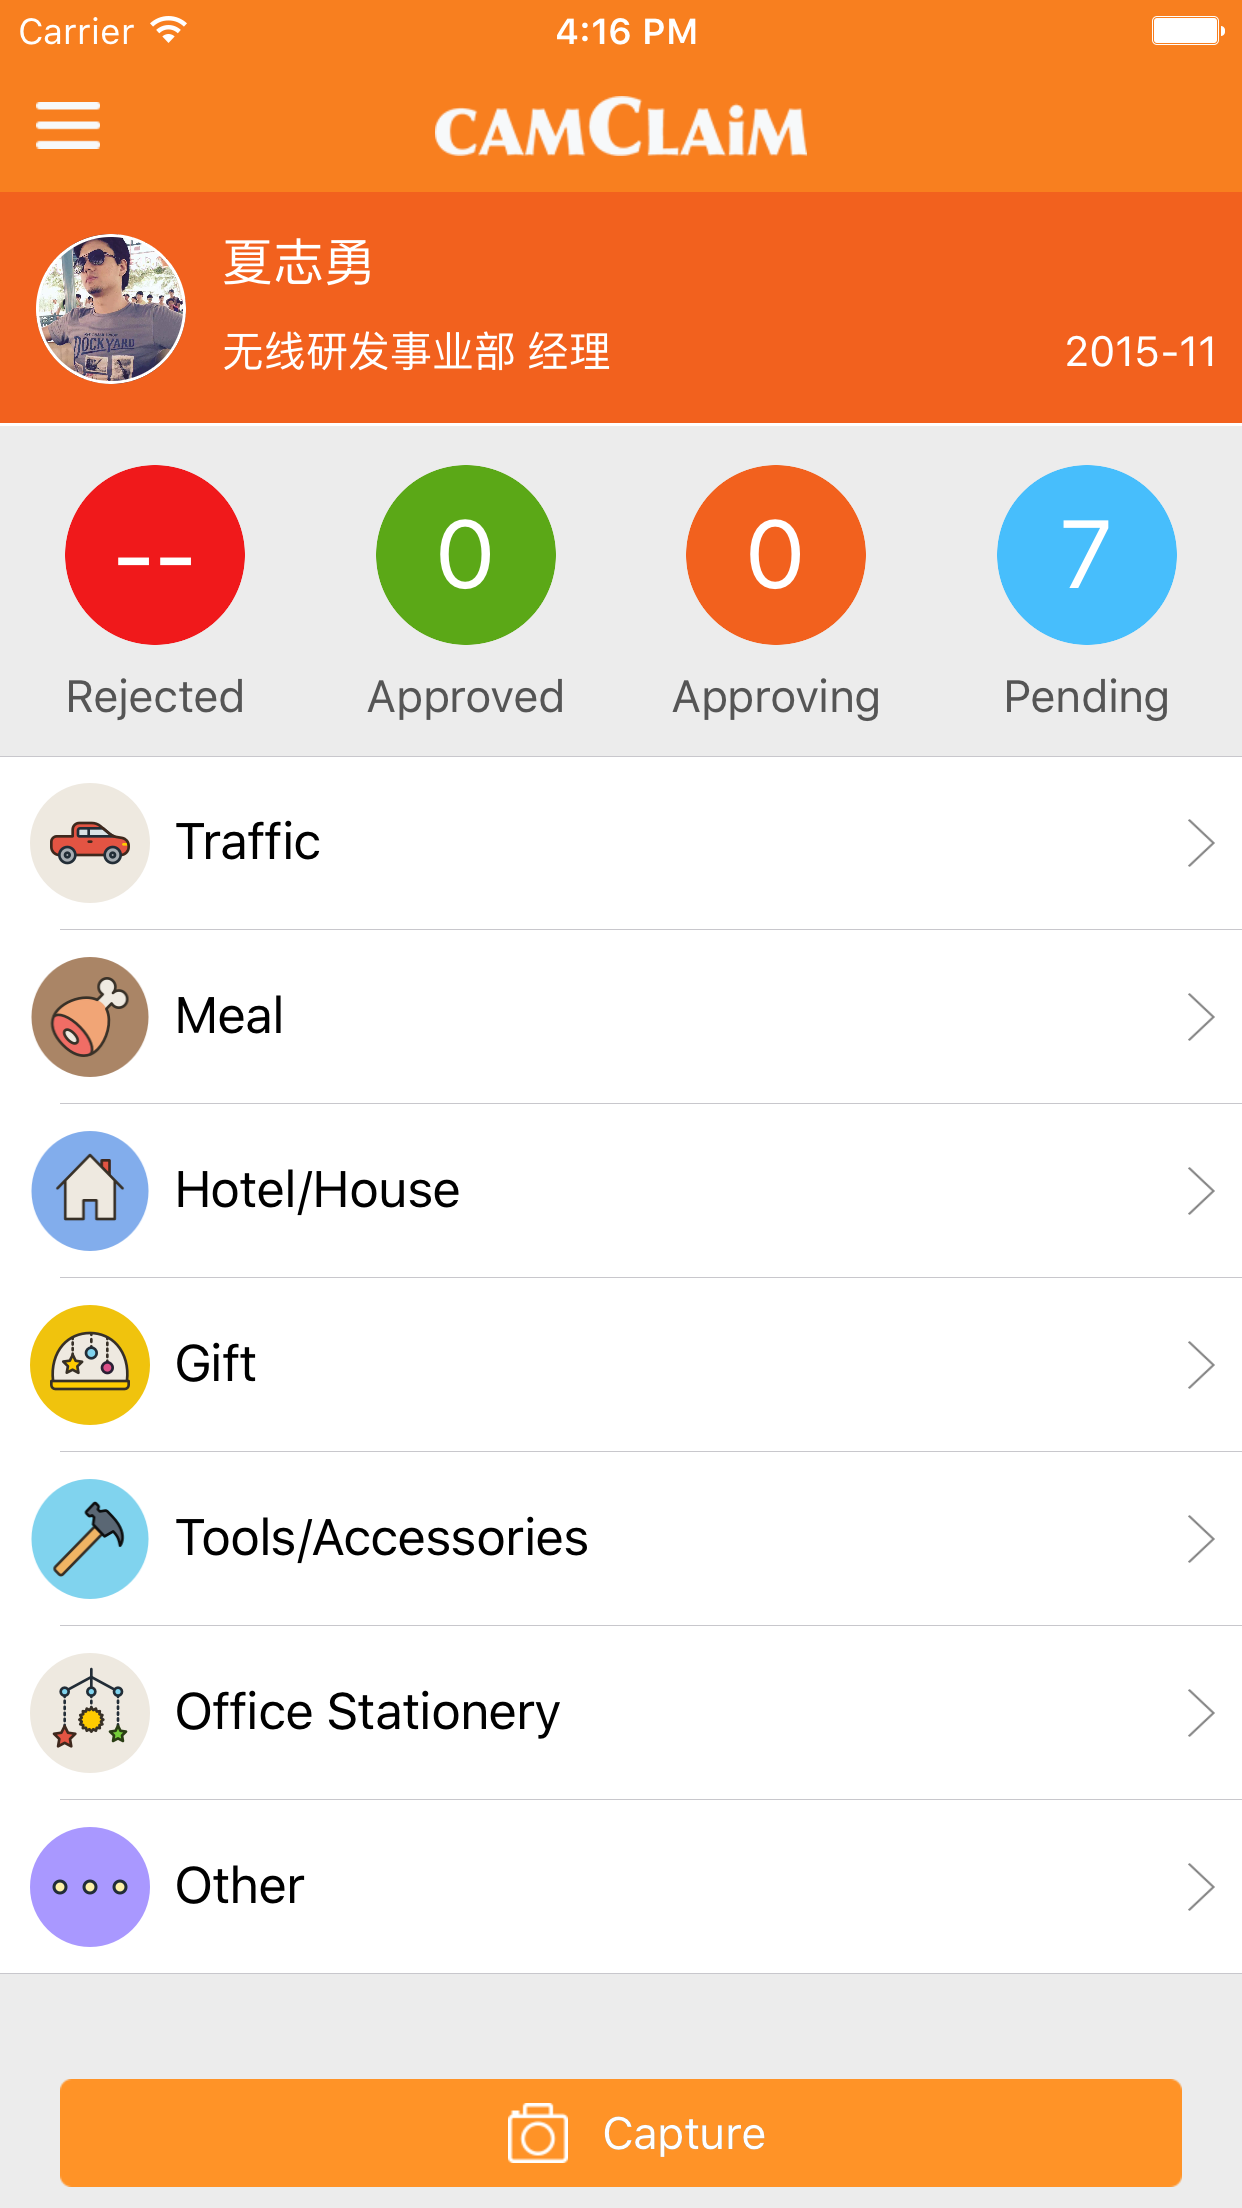 Carrier 4:16 PM
CAMCLAiM
夏志勇
无线研发事业部 经理 2015-11
-- 0 0 7
Rejected Approved Approving Pending
Traffic
Meal
Hotel/House
Gift
Tools/Accessories
Office Stationery
Other
Capture